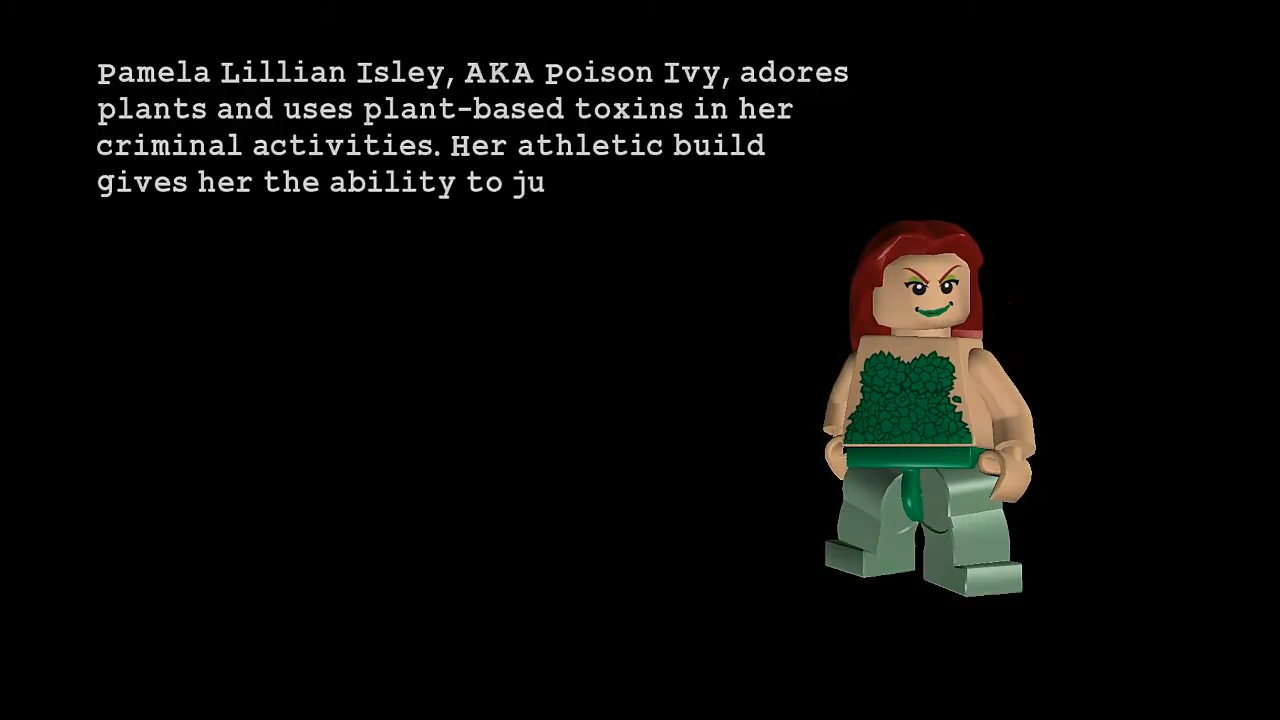 Pamela Lillian Isley, AKA Poison Ivy, adores
plants and uses plant-based toxins in her
criminal activities. Her athletic build
gives her the ability to ju